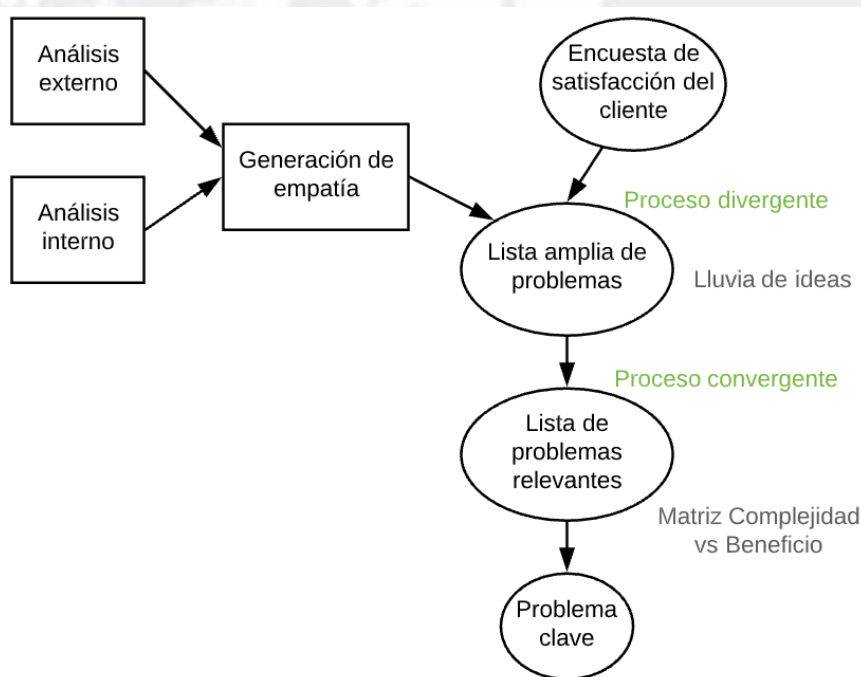 Análisis
externo
Encuesta de
satisfacción del
cliente
Generación de
empatía
Análisis
interno
Proceso divergente
Lista amplia de
problemas
Lluvia de ideas
Proceso convergente
Lista de
problemas
relevantes
Matriz Complejidad
vs Beneficio
Problema
clave